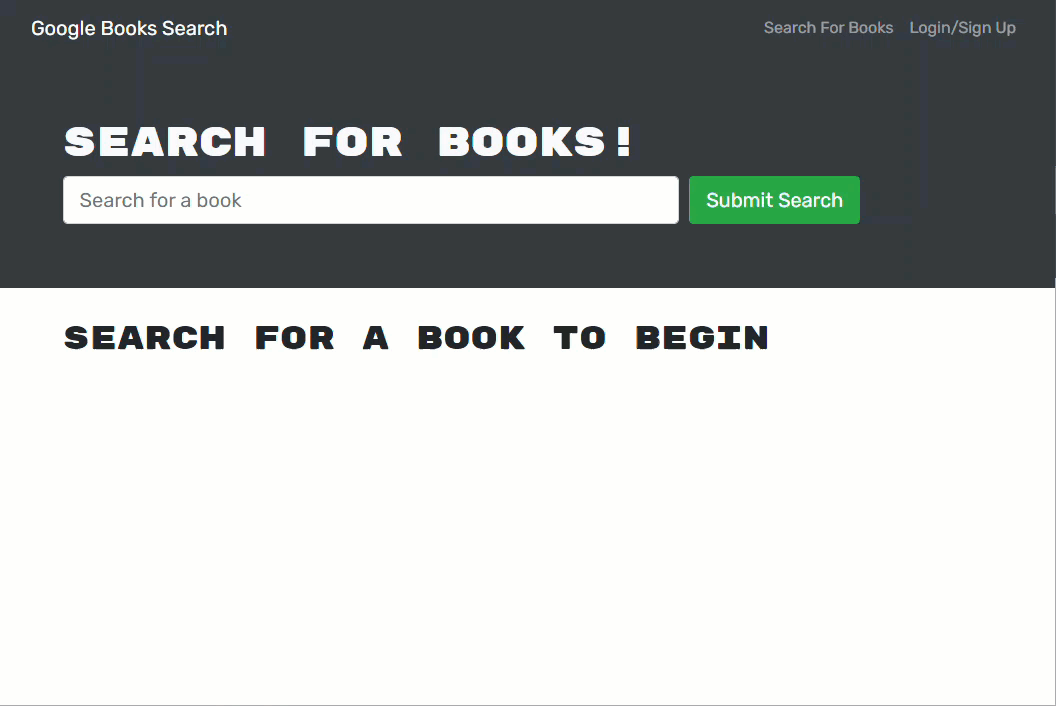 Google Books Search
Search For Books Login/Sign Up
SEARCH FOR BOOKS!
Search for a book
Submit Search
SEARCH FOR A BOOK TO BEGIN